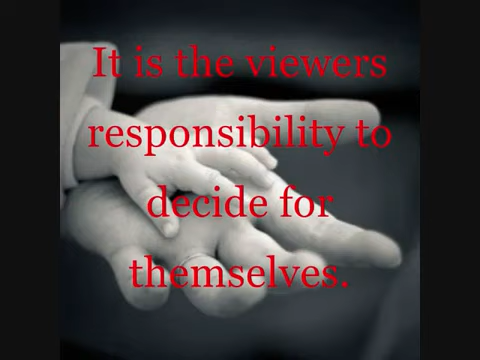 It is the viewers
responsibility to
decide for
themselves.